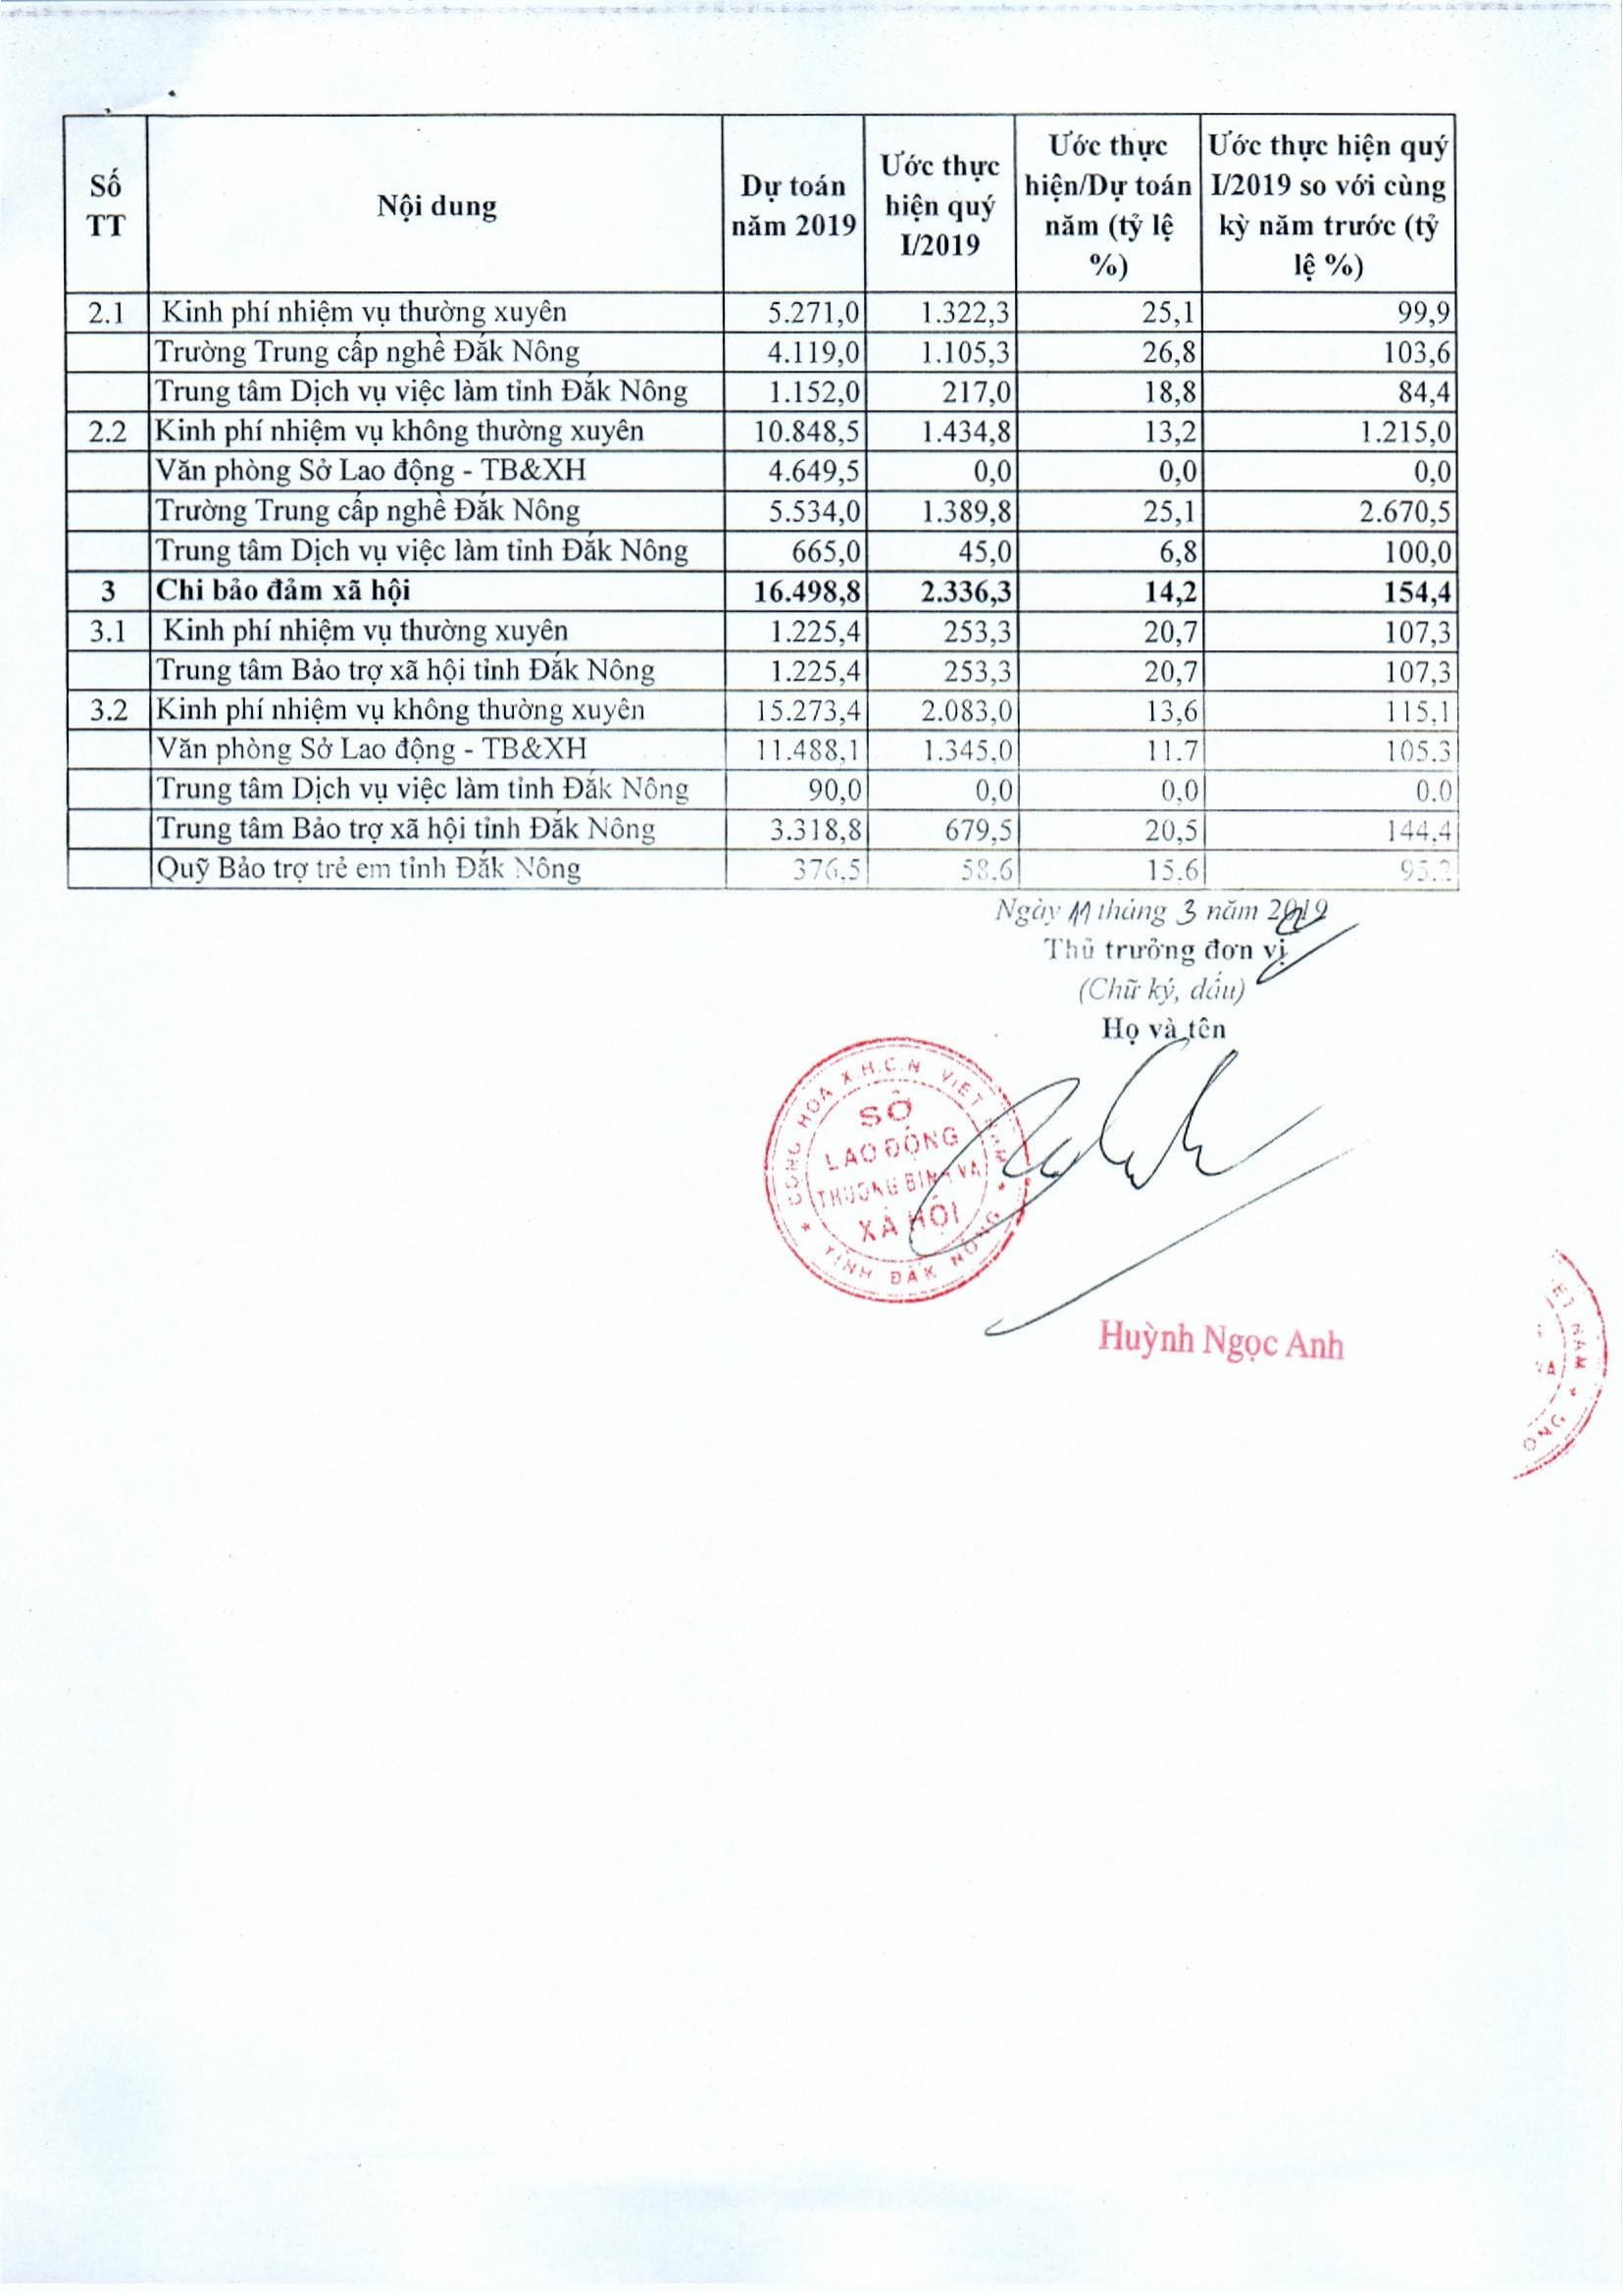 Số TT | Nội dung | Dự toán năm 2019 | Ước thực hiện quý I/2019 | Ước thực hiện/Dự toán năm (tỷ lệ %) | Ước thực hiện quý I/2019 so với cùng kỳ năm trước (tỷ lệ %)
2.1 | Kinh phí nhiệm vụ thường xuyên | 5.271,0 | 1.322,3 | 25,1 | 99,9
Trường Trung cấp nghề Đắk Nông | 4.119,0 | 1.105,3 | 26,8 | 103,6
Trung tâm Dịch vụ việc làm tỉnh Đắk Nông | 1.152,0 | 217,0 | 18,8 | 84,4
2.2 | Kinh phí nhiệm vụ không thường xuyên | 10.848,5 | 1.434,8 | 13,2 | 1.215,0
Văn phòng Sở Lao động - TB&XH | 4.649,5 | 0,0 | 0,0 | 0,0
Trường Trung cấp nghề Đắk Nông | 5.534,0 | 1.389,8 | 25,1 | 2.670,5
Trung tâm Dịch vụ việc làm tỉnh Đắk Nông | 665,0 | 45,0 | 6,8 | 100,0
3 | Chi bảo đảm xã hội | 16.498,8 | 2.336,3 | 14,2 | 154,4
3.1 | Kinh phí nhiệm vụ thường xuyên | 1.225,4 | 253,3 | 20,7 | 107,3
Trung tâm Bảo trợ xã hội tỉnh Đắk Nông | 1.225,4 | 253,3 | 20,7 | 107,3
3.2 | Kinh phí nhiệm vụ không thường xuyên | 15.273,4 | 2.083,0 | 13,6 | 115,1
Văn phòng Sở Lao động - TB&XH | 11.488,1 | 1.345,0 | 11.7 | 105.3
Trung tâm Dịch vụ việc làm tỉnh Đắk Nông | 90,0 | 0,0 | 0,0 | 0.0
Trung tâm Bảo trợ xã hội tỉnh Đắk Nông | 3.318,8 | 679,5 | 20,5 | 144,4
Quỹ Bảo trợ trẻ em tỉnh Đắk Nông | 376,5 | 58,6 | 15.6 | 95.2
Ngày 11 tháng 3 năm 2019
Thủ trưởng đơn vị
(Chữ ký, dấu)
Họ và tên
CỘNG HOÀ X.H.C.N VIỆT NAM
SỞ
LAO ĐỘNG
THƯƠNG BINH VÀ
XÃ HỘI
TỈNH ĐẮK NÔNG
Huỳnh Ngọc Anh